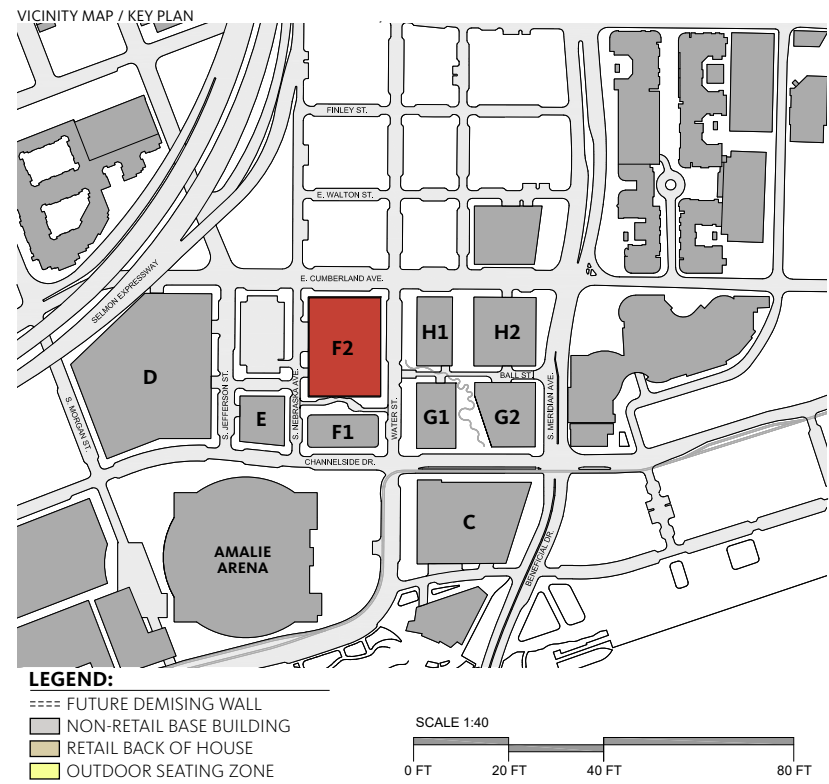 VICINITY MAP / KEY PLAN
FINLEY ST.
E. WALTON ST.
E. CUMBERLAND AVE.
SELMON EXPRESSWAY
F2
H1
H2
D
BALL ST.
S. MORGAN ST.
S. JEFFERSON ST.
S. NEBRASKA AVE.
WATER ST.
S. MERIDIAN AVE.
E
F1
G1
G2
CHANNELSIDE DR.
C
AMALIE
ARENA
BENEFICIAL DR.
LEGEND:
FUTURE DEMISING WALL
NON-RETAIL BASE BUILDING
RETAIL BACK OF HOUSE
OUTDOOR SEATING ZONE
SCALE 1:40
0 FT 20 FT 40 FT 80 FT